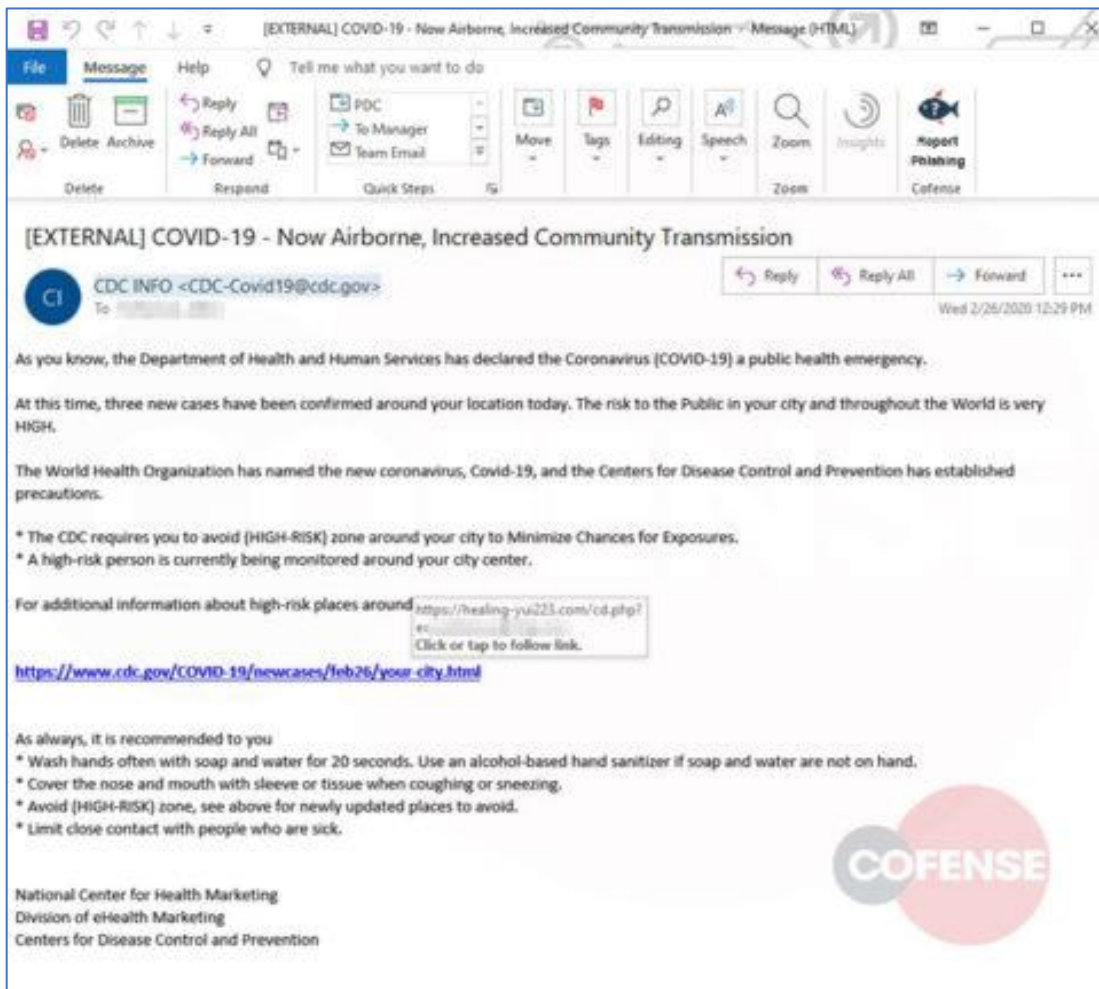 [EXTERNAL] COVID-19 - Now Airborne, Increased Community Transmission - Message (HTML)
File Message Help Tell me what you want to do
Delete Archive
Reply
Reply All
Forward
PDC
To Manager
Team Email
Move Tags Editing Speech Zoom Insights Report Phishing
Delete Respond Quick Steps Zoom Cofense
[EXTERNAL] COVID-19 - Now Airborne, Increased Community Transmission
CI
CDC INFO <CDC-Covid19@cdc.gov>
To
Reply Reply All Forward
Wed 2/26/2020 12:29 PM
As you know, the Department of Health and Human Services has declared the Coronavirus (COVID-19) a public health emergency.
At this time, three new cases have been confirmed around your location today. The risk to the Public in your city and throughout the World is very
HIGH.
The World Health Organization has named the new coronavirus, Covid-19, and the Centers for Disease Control and Prevention has established
precautions.
* The CDC requires you to avoid (HIGH-RISK) zone around your city to Minimize Chances for Exposures.
* A high-risk person is currently being monitored around your city center.
For additional information about high-risk places around
https://healing-yui223.com/cd.php?
Click or tap to follow link.
https://www.cdc.gov/COVID-19/newcases/feb26/your-city.html
As always, it is recommended to you
* Wash hands often with soap and water for 20 seconds. Use an alcohol-based hand sanitizer if soap and water are not on hand.
* Cover the nose and mouth with sleeve or tissue when coughing or sneezing.
* Avoid (HIGH-RISK) zone, see above for newly updated places to avoid.
* Limit close contact with people who are sick.
COFENSE
National Center for Health Marketing
Division of eHealth Marketing
Centers for Disease Control and Prevention